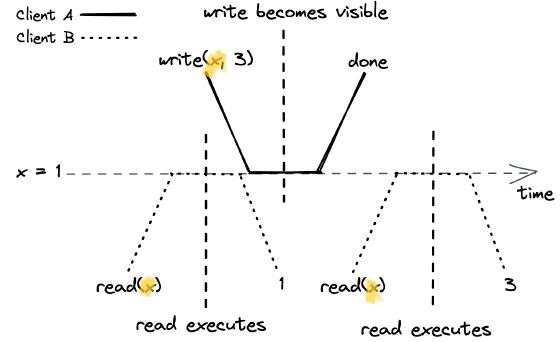 client A
client B
write becomes visible
write(x, 3)
done
x = 1
time
read(x)
1
read(x)
3
read executes
read executes